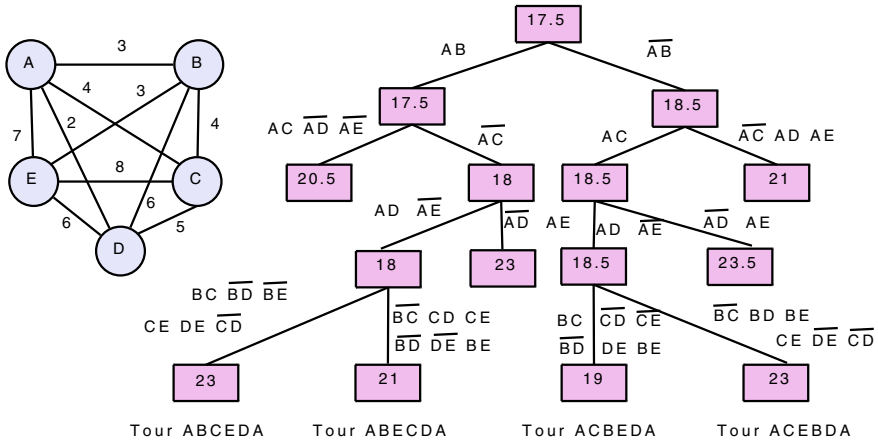 17.5
AB
A̅B̅
3
A
B
17.5
18.5
4
3
2
4
AC A̅D̅ A̅E̅
A̅C̅
AC
A̅C̅ AD AE
7
8
E
C
20.5
18
18.5
21
6
6
5
D
AD A̅E̅
A̅D̅ AE
AD A̅E̅
A̅D̅ AE
18
23
18.5
23.5
BC B̅D̅ B̅E̅
CE DE C̅D̅
B̅C̅ CD CE
B̅D̅ D̅E̅ BE
BC C̅D̅ C̅E̅
B̅D̅ DE BE
B̅C̅ BD BE
CE D̅E̅ C̅D̅
23
21
19
23
Tour ABCEDA
Tour ABECDA
Tour ACBEDA
Tour ACEBDA